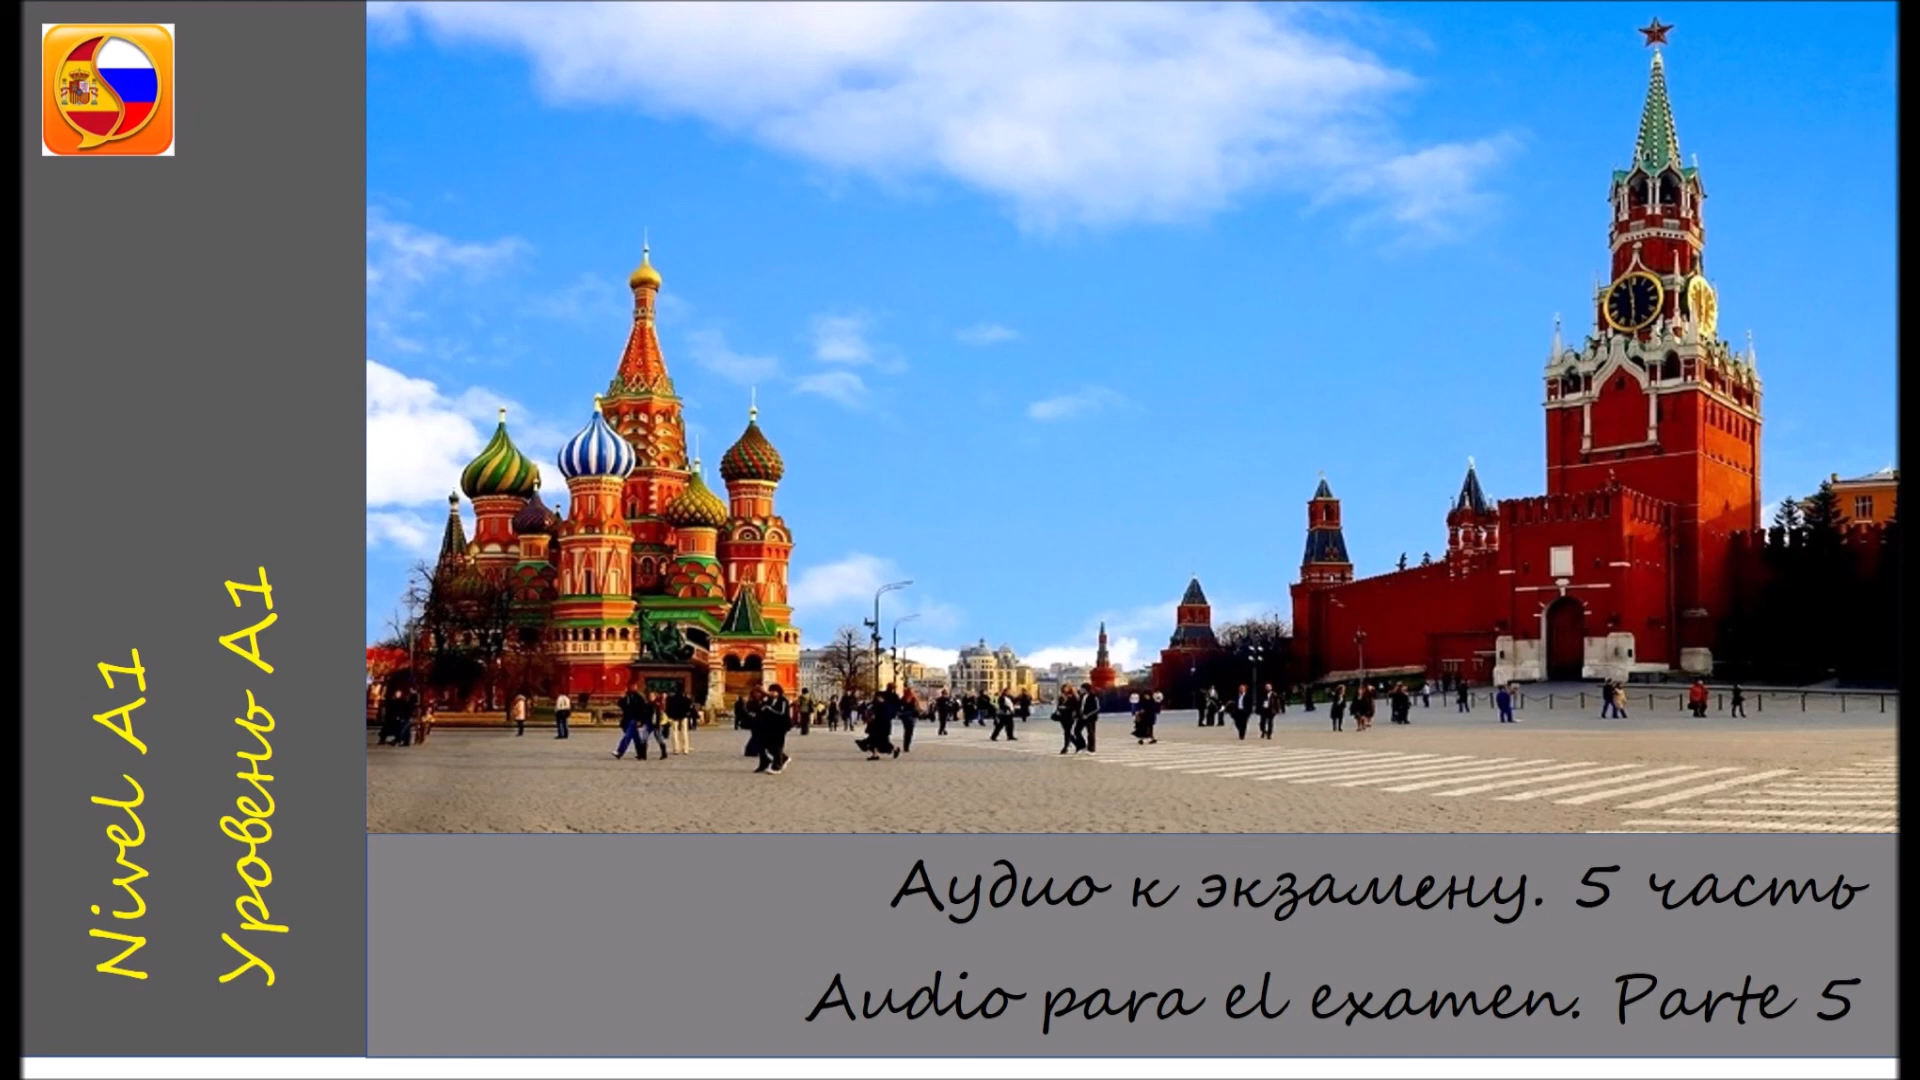 Nivel A1
Уровень A1
Аудио к экзамену. 5 часть
Audio para el examen. Parte 5